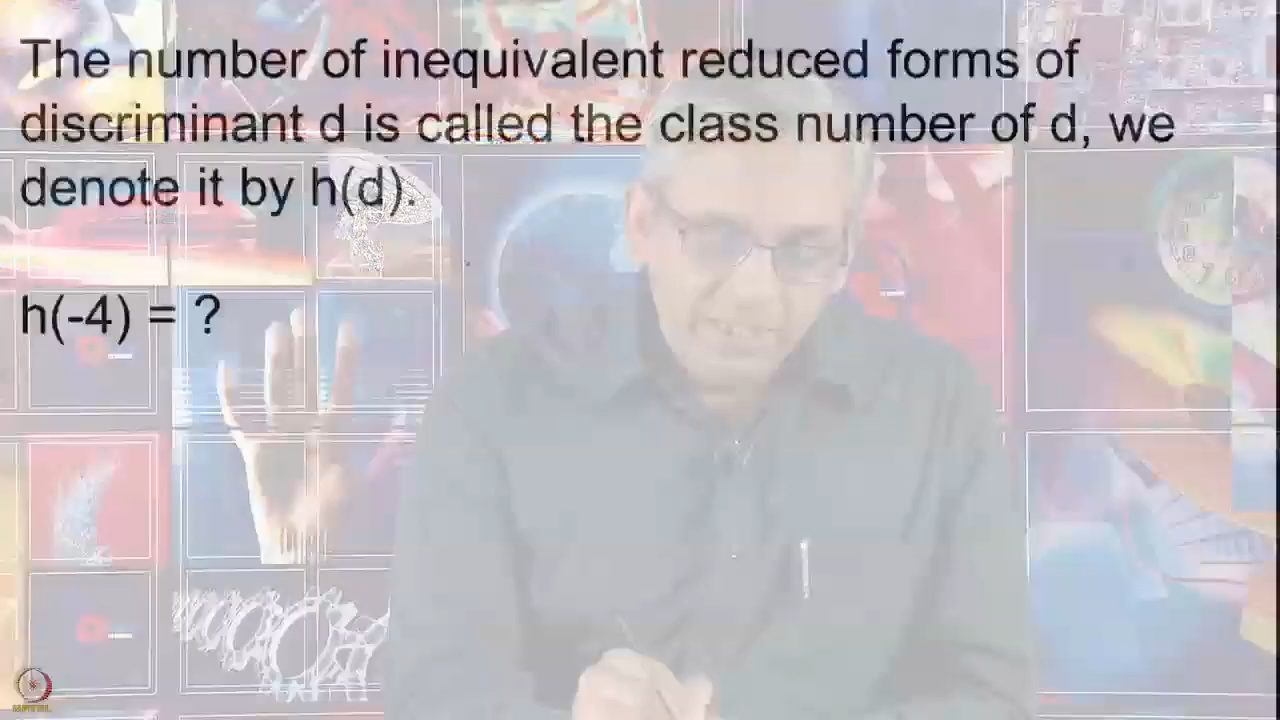 The number of inequivalent reduced forms of
discriminant d is called the class number of d, we
denote it by h(d).
h(-4) = ?
NPTEL